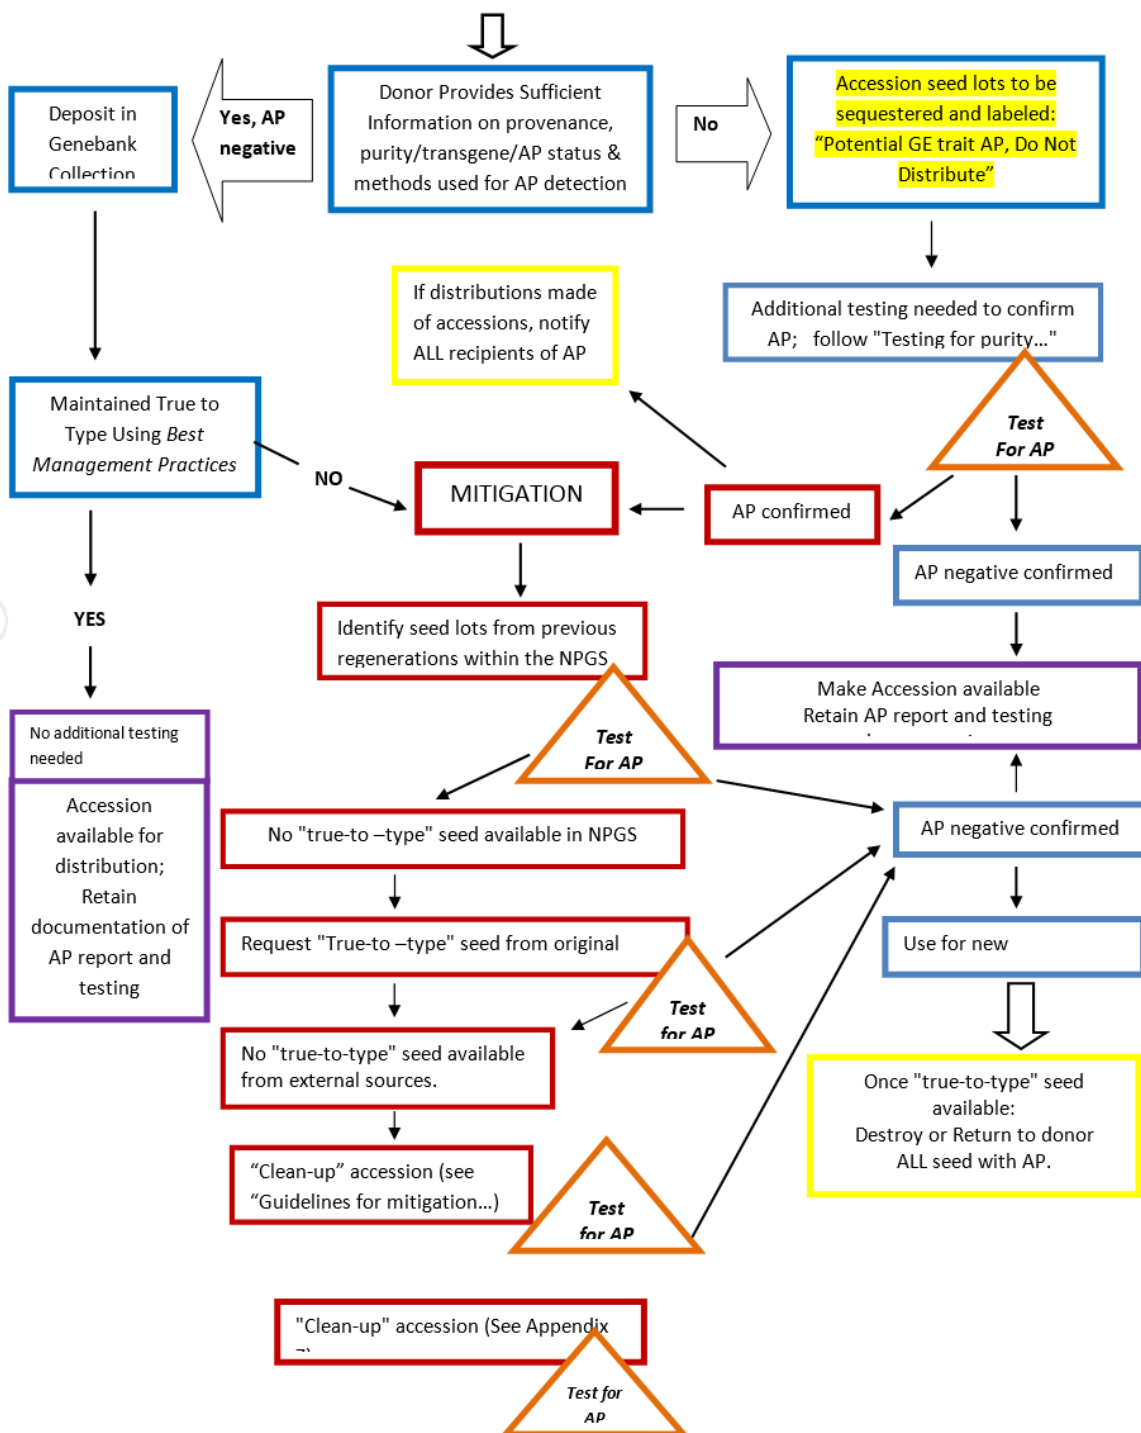 Deposit in
Genebank
Collection
Yes, AP
negative
Donor Provides Sufficient
Information on provenance,
purity/transgene/AP status &
methods used for AP detection
No
Accession seed lots to be
sequestered and labeled:
“Potential GE trait AP, Do Not
Distribute”
If distributions made
of accessions, notify
ALL recipients of AP
Additional testing needed to confirm
AP; follow "Testing for purity…"
Test
For AP
Maintained True to
Type Using Best
Management Practices
NO
MITIGATION
AP confirmed
AP negative confirmed
YES
Identify seed lots from previous
regenerations within the NPGS
Make Accession available
Retain AP report and testing
No additional testing
needed
Test
For AP
Accession
available for
distribution;
Retain
documentation of
AP report and
testing
No "true-to –type" seed available in NPGS
AP negative confirmed
Request "True-to –type" seed from original
Use for new
Test
for AP
No "true-to-type" seed available
from external sources.
Once "true-to-type" seed
available:
Destroy or Return to donor
ALL seed with AP.
“Clean-up” accession (see
“Guidelines for mitigation…)
Test
for AP
"Clean-up" accession (See Appendix
Test for
AP